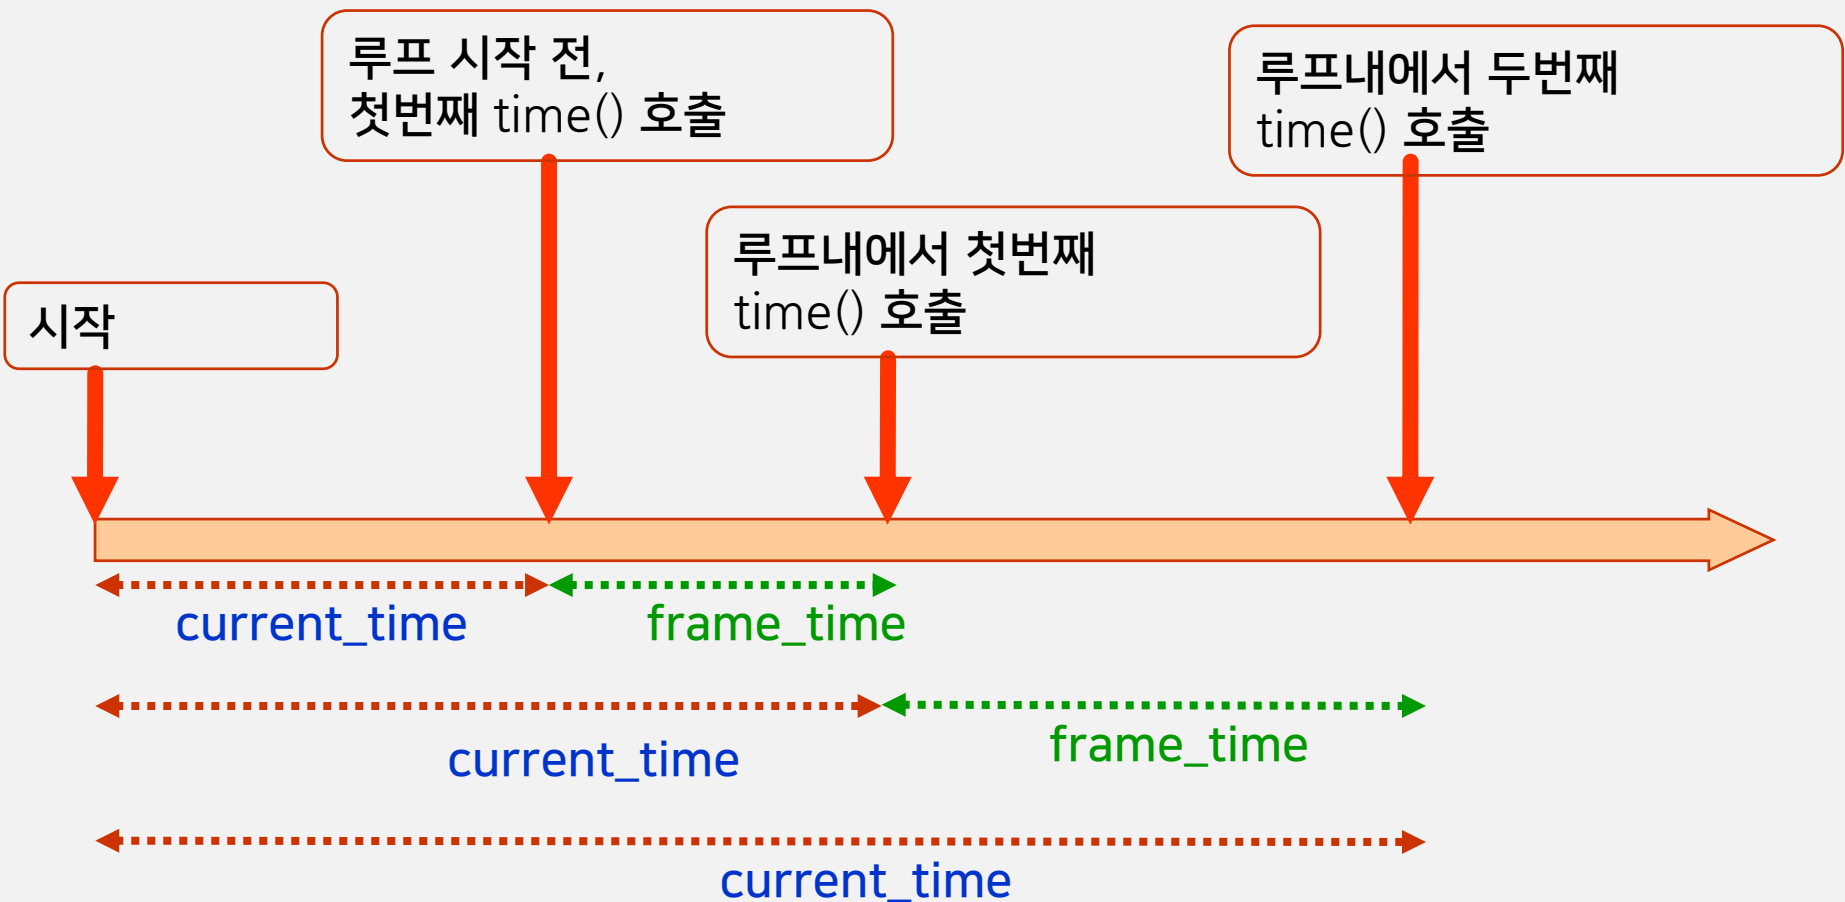 루프 시작 전,
첫번째 time() 호출
루프내에서 두번째
time() 호출
루프내에서 첫번째
time() 호출
시작
current_time
frame_time
current_time
frame_time
current_time